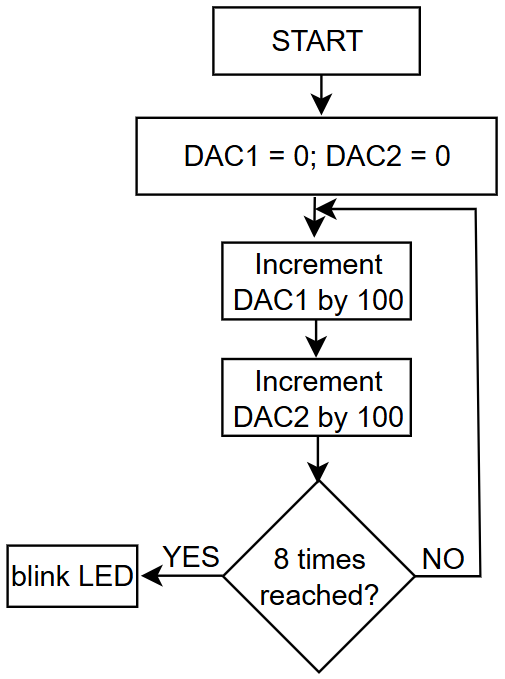 START
DAC1 = 0; DAC2 = 0
Increment
DAC1 by 100
Increment
DAC2 by 100
8 times
reached?
YES
NO
blink LED